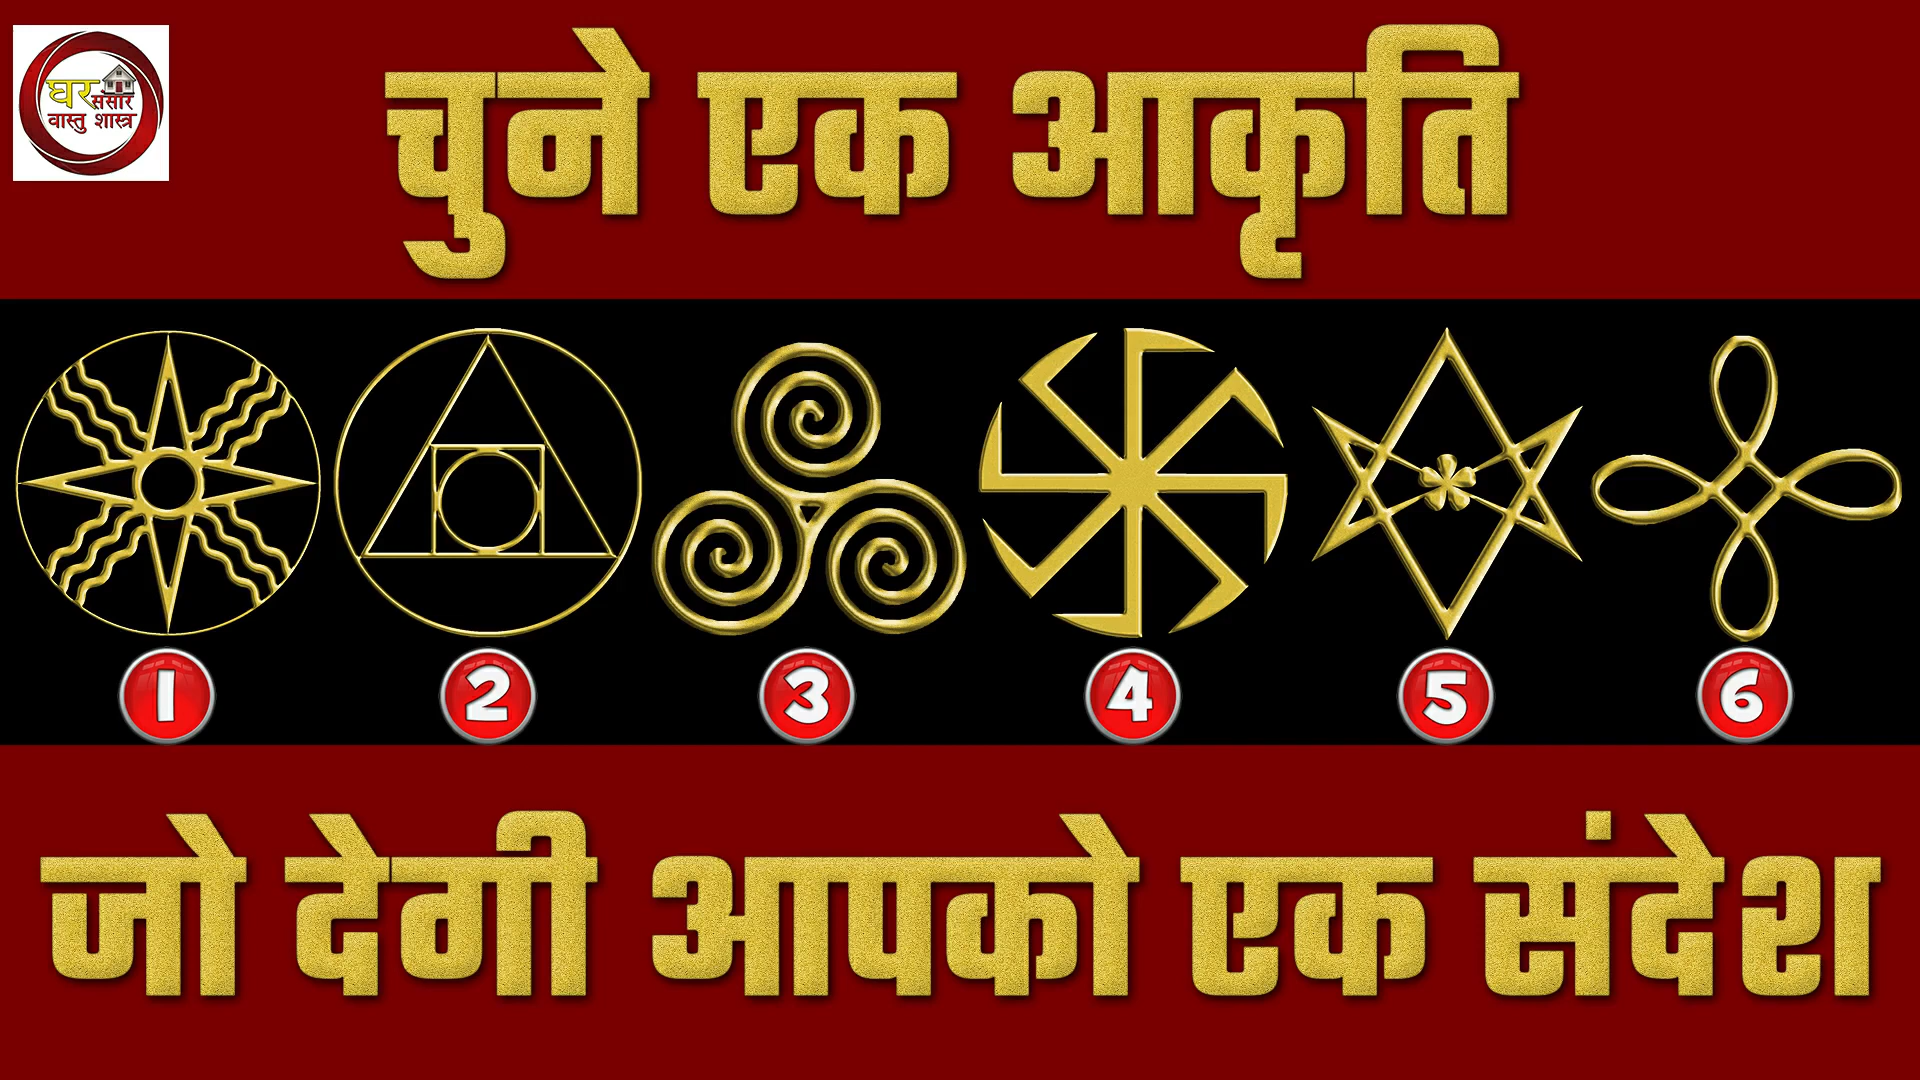 घर
संसार
वास्तु शास्त्र
चुने एक आकृति
1 2 3 4 5 6
जो देगी आपको एक संदेश